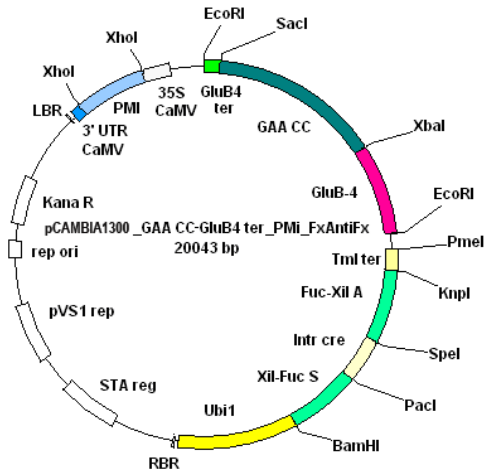 EcoRI
SacI
XhoI
XhoI
35S
CaMV
GluB4
ter
PMI
LBR
3' UTR
CaMV
GAA CC
XbaI
GluB-4
EcoRI
Kana R
pCAMBIA1300_GAA CC-GluB4 ter_PMi_FxAntiFx
20043 bp
rep ori
PmeI
Tml ter
KnpI
Fuc-Xil A
pVS1 rep
Intr cre
SpeI
Xil-Fuc S
PacI
STA reg
Ubi1
BamHI
RBR